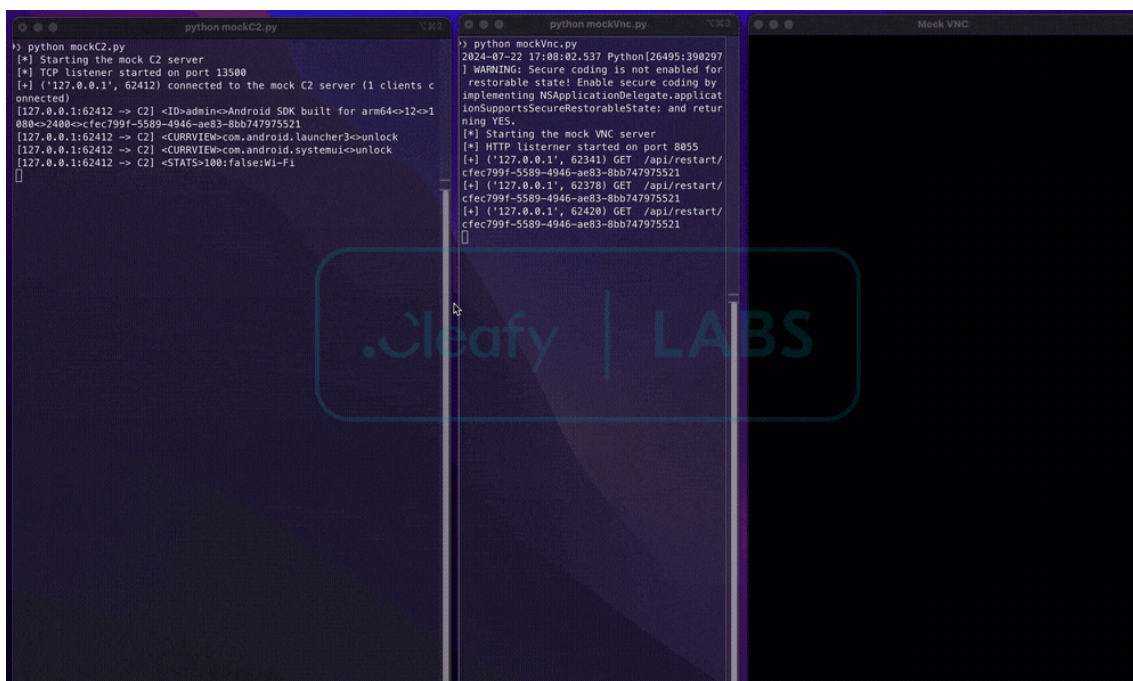 python mockC2.py
⌥⌘2
❯ python mockC2.py
[*] Starting the mock C2 server
[*] TCP listener started on port 13500
[+] ('127.0.0.1', 62412) connected to the mock C2 server (1 clients c
onnected)
[127.0.0.1:62412 -> C2] <ID>admin<>Android SDK built for arm64<>12<>1
080<>2400<>cfec799f-5589-4946-ae83-8bb747975521
[127.0.0.1:62412 -> C2] <CURRVIEW>com.android.launcher3<>unlock
[127.0.0.1:62412 -> C2] <CURRVIEW>com.android.systemui<>unlock
[127.0.0.1:62412 -> C2] <STATS>100:false:Wi-Fi
python mockVnc.py
⌥⌘3
❯ python mockVnc.py
2024-07-22 17:08:02.537 Python[26495:390297
] WARNING: Secure coding is not enabled for
restorable state! Enable secure coding by
implementing NSApplicationDelegate.applicat
ionSupportsSecureRestorableState: and retur
ning YES.
[*] Starting the mock VNC server
[*] HTTP listerner started on port 8055
[+] ('127.0.0.1', 62341) GET /api/restart/
cfec799f-5589-4946-ae83-8bb747975521
[+] ('127.0.0.1', 62378) GET /api/restart/
cfec799f-5589-4946-ae83-8bb747975521
[+] ('127.0.0.1', 62420) GET /api/restart/
cfec799f-5589-4946-ae83-8bb747975521
Mock VNC
.Cleafy | LABS